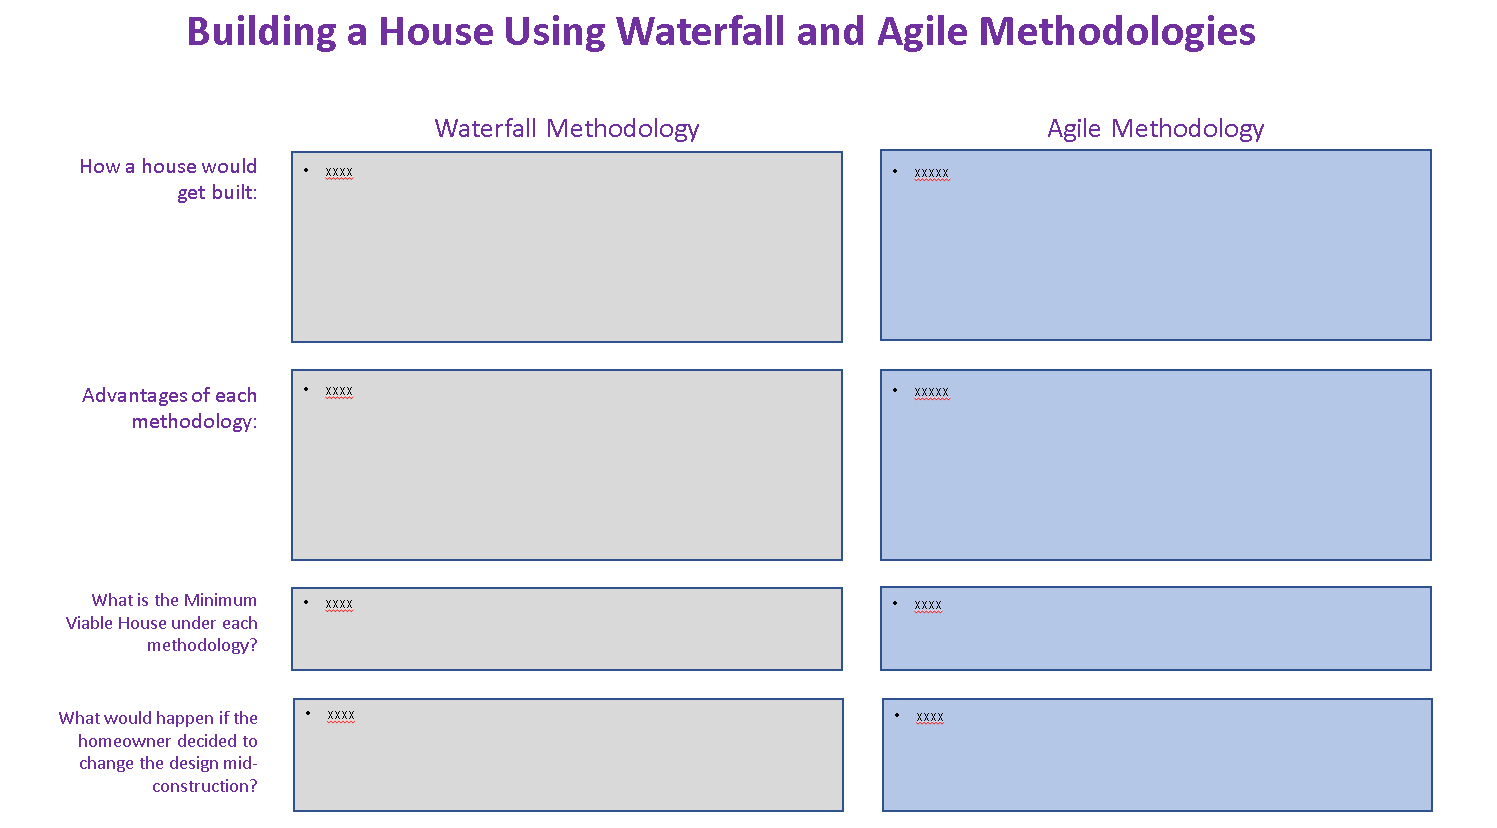 Building a House Using Waterfall and Agile Methodologies
Waterfall Methodology
Agile Methodology
How a house would
get built:
• xxxx
• xxxxx
Advantages of each
methodology:
• xxxx
• xxxxx
What is the Minimum
Viable House under each
methodology?
• xxxx
• xxxx
What would happen if the
homeowner decided to
change the design mid-
construction?
• xxxx
• xxxx